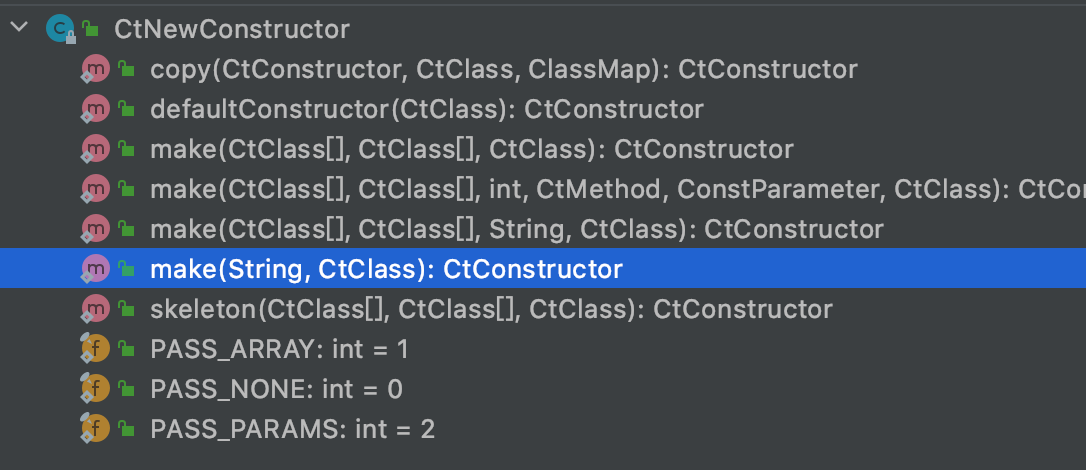 CtNewConstructor
copy(CtConstructor, CtClass, ClassMap): CtConstructor
defaultConstructor(CtClass): CtConstructor
make(CtClass[], CtClass[], CtClass): CtConstructor
make(CtClass[], CtClass[], int, CtMethod, ConstParameter, CtClass): CtCon
make(CtClass[], CtClass[], String, CtClass): CtConstructor
make(String, CtClass): CtConstructor
skeleton(CtClass[], CtClass[], CtClass): CtConstructor
PASS_ARRAY: int = 1
PASS_NONE: int = 0
PASS_PARAMS: int = 2